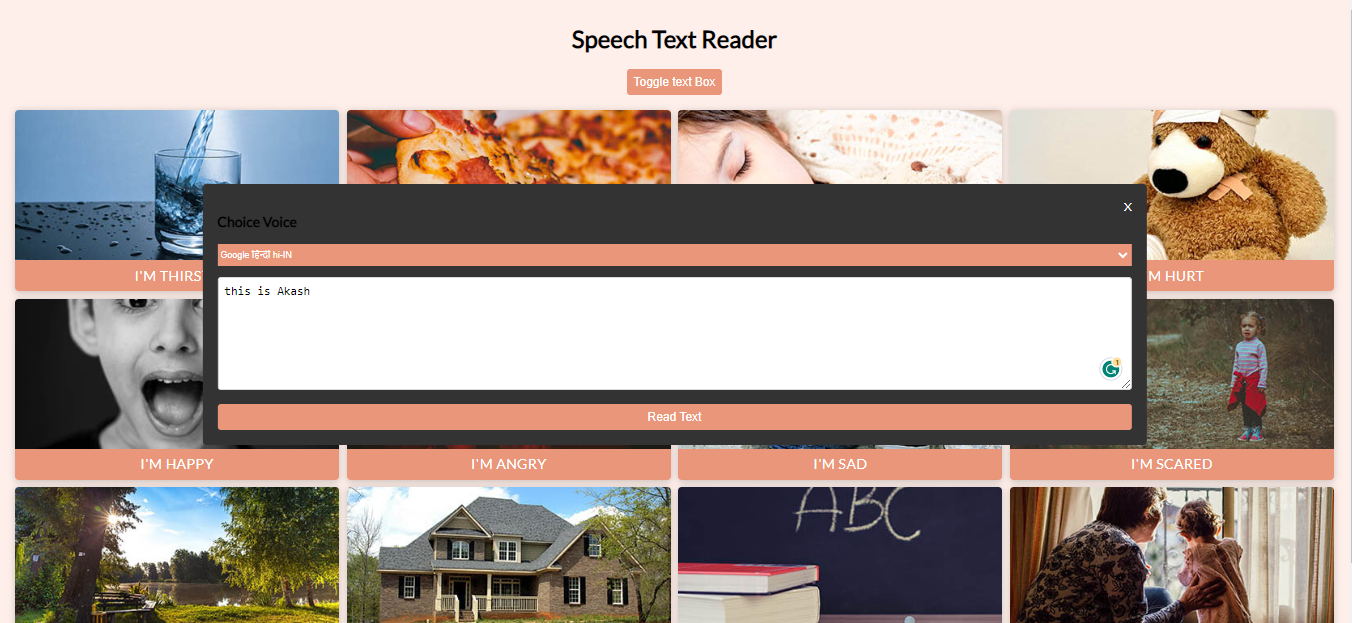 Speech Text Reader
Toggle text Box
X
Choice Voice
Google हिन्दी hi-IN
this is Akash
1
Read Text
I'M THIRS
M HURT
I'M HAPPY
I'M ANGRY
I'M SAD
I'M SCARED
ABC